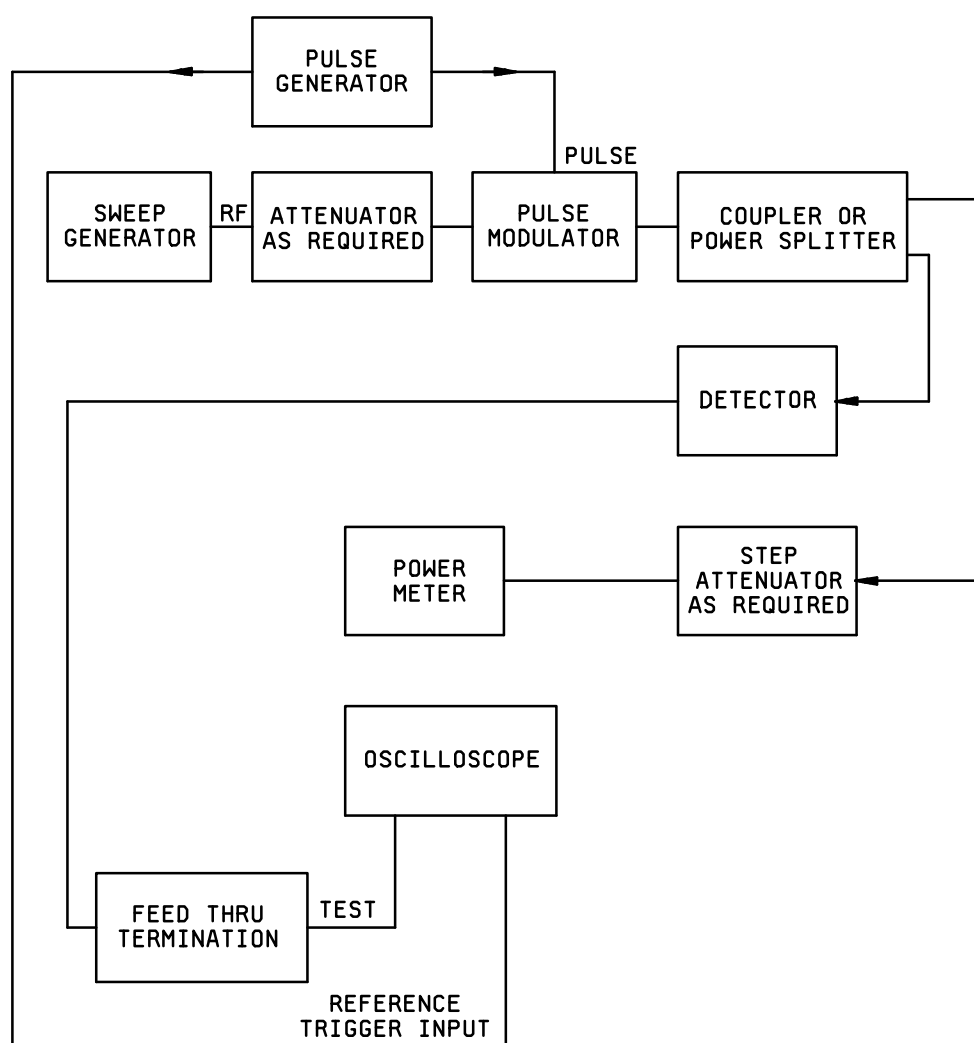 PULSE
GENERATOR
PULSE
SWEEP
GENERATOR
RF
ATTENUATOR
AS REQUIRED
PULSE
MODULATOR
COUPLER OR
POWER SPLITTER
DETECTOR
POWER
METER
STEP
ATTENUATOR
AS REQUIRED
OSCILLOSCOPE
FEED THRU
TERMINATION
TEST
REFERENCE
TRIGGER INPUT